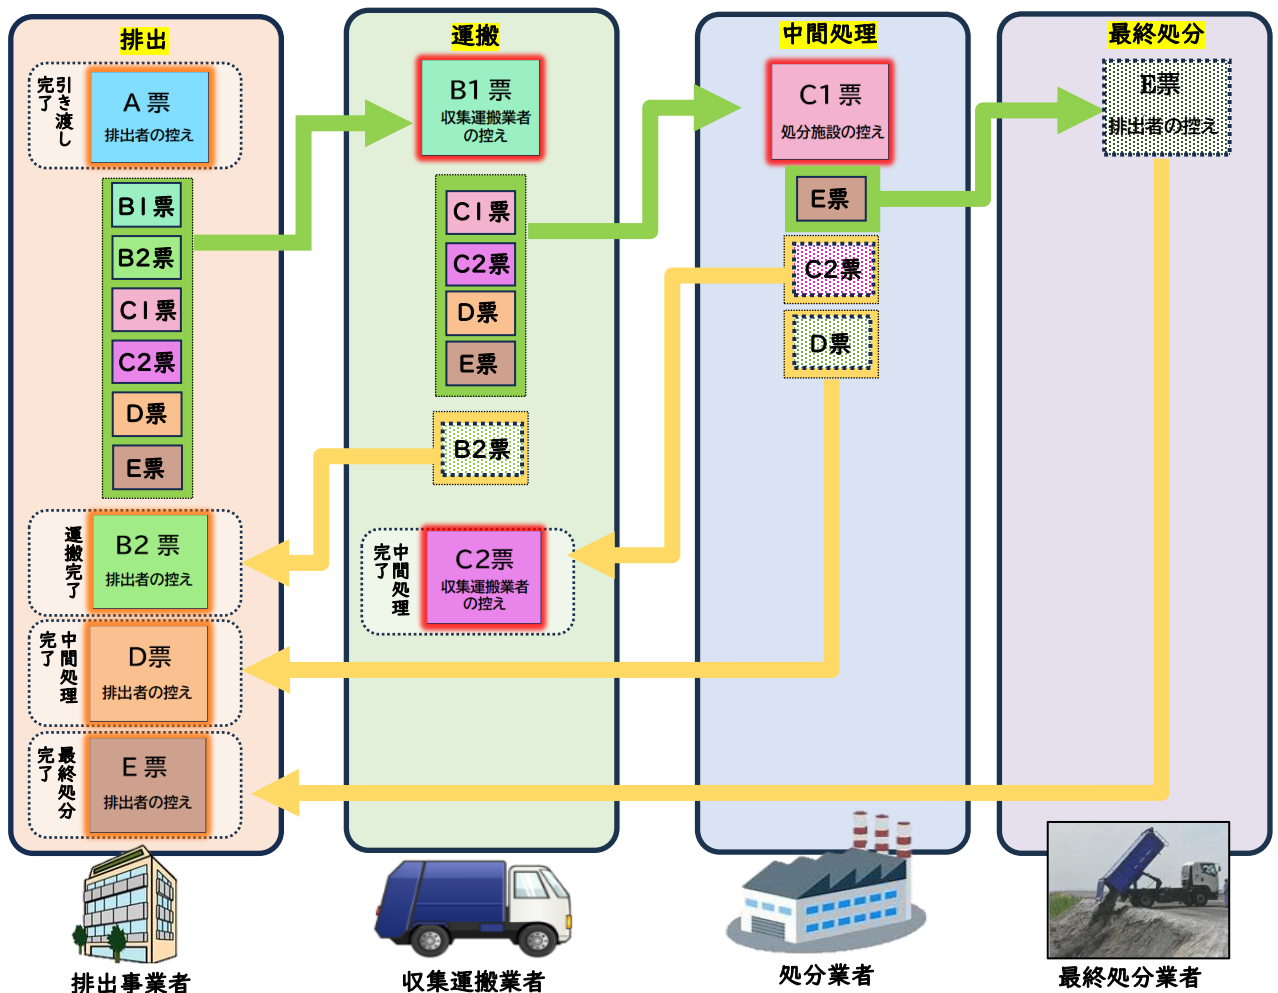 排出
引き渡し
完了
A 票
排出者の控え
B1票
B2票
C1票
C2票
D票
E票
運搬完了
B2 票
排出者の控え
中間処理
完了
D票
排出者の控え
最終処分
完了
E 票
排出者の控え
排出事業者
運搬
B1 票
収集運搬業者
の控え
C1票
C2票
D票
E票
B2票
中間処理
完了
C2票
収集運搬業者
の控え
収集運搬業者
中間処理
C1 票
処分施設の控え
E票
C2票
D票
処分業者
最終処分
E票
排出者の控え
最終処分業者